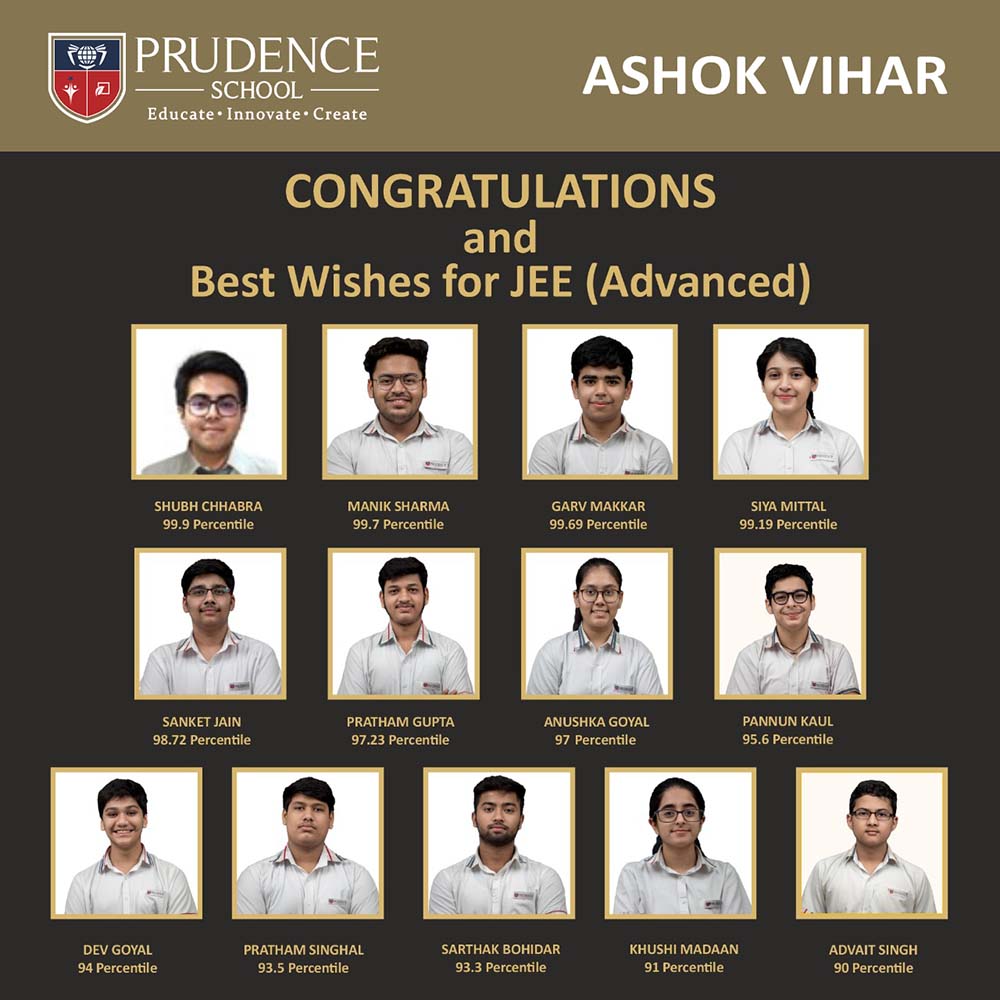 PRUDENCE
SCHOOL
Educate • Innovate • Create
ASHOK VIHAR
CONGRATULATIONS
and
Best Wishes for JEE (Advanced)
SHUBH CHHABRA
99.9 Percentile
MANIK SHARMA
99.7 Percentile
GARV MAKKAR
99.69 Percentile
SIYA MITTAL
99.19 Percentile
SANKET JAIN
98.72 Percentile
PRATHAM GUPTA
97.23 Percentile
ANUSHKA GOYAL
97 Percentile
PANNUN KAUL
95.6 Percentile
DEV GOYAL
94 Percentile
PRATHAM SINGHAL
93.5 Percentile
SARTHAK BOHIDAR
93.3 Percentile
KHUSHI MADAAN
91 Percentile
ADVAIT SINGH
90 Percentile